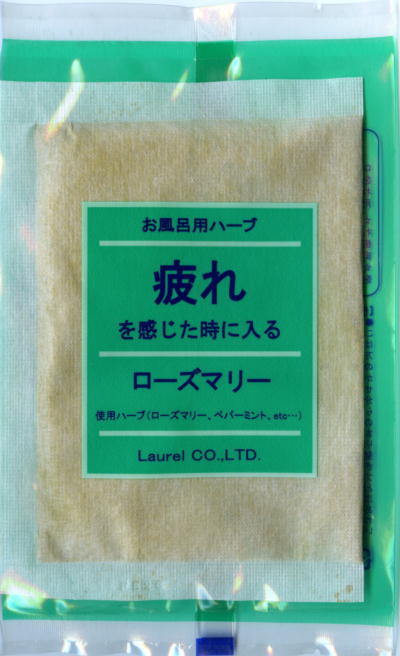 お風呂用ハーブ
疲れ
を感じた時に入る
ローズマリー
使用ハーブ(ローズマリー、ペパーミント、etc…)
Laurel CO.,LTD.